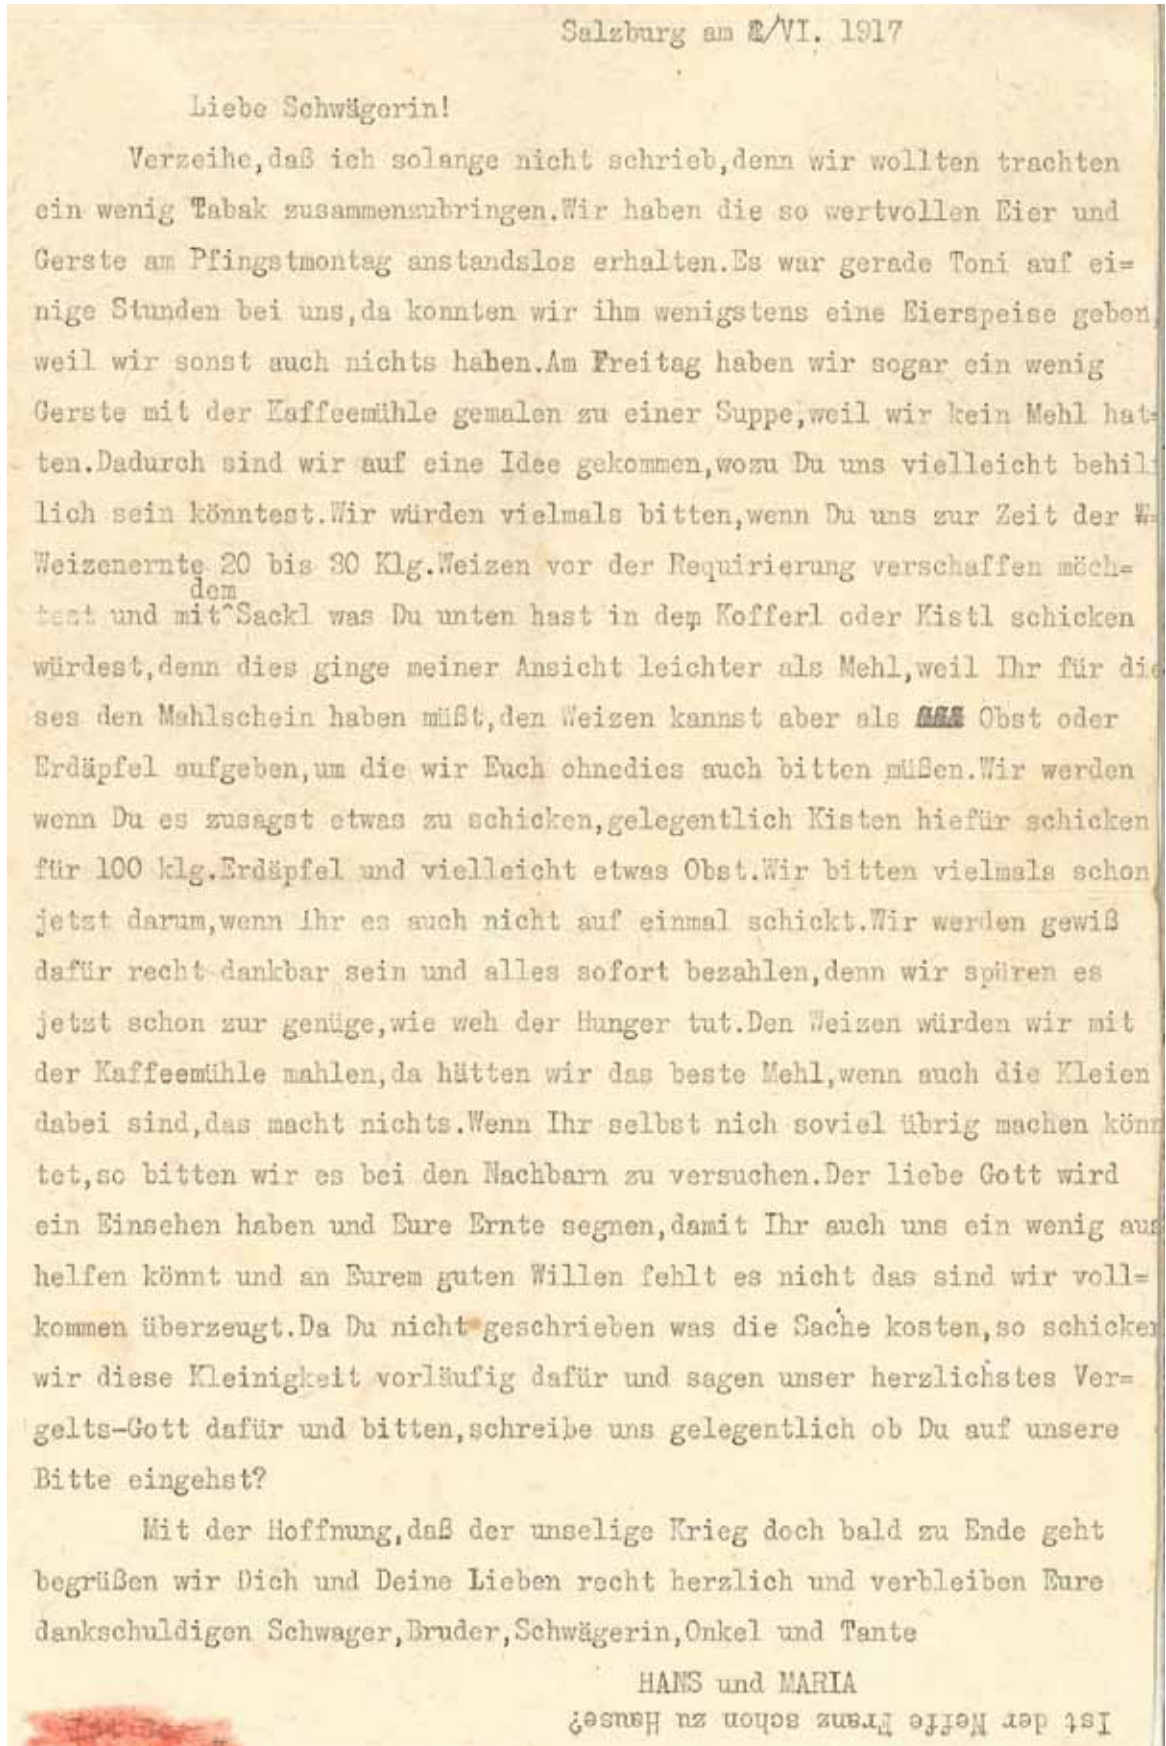 Salzburg am 2/VI. 1917
Liebe Schwägerin!
Verzeihe,daß ich solange nicht schrieb,denn wir wollten trachten
ein wenig Tabak zusammenzubringen.Wir haben die so wertvollen Eier und
Gerste am Pfingstmontag anstandslos erhalten.Es war gerade Toni auf ei=
nige Stunden bei uns,da konnten wir ihm wenigstens eine Eierspeise geben,
weil wir sonst auch nichts haben.Am Freitag haben wir sogar ein wenig
Gerste mit der Kaffeemühle gemalen zu einer Suppe,weil wir kein Mehl hat=
ten.Dadurch sind wir auf eine Idee gekommen,wozu Du uns vielleicht behilf
lich sein könntest.Wir würden vielmals bitten,wenn Du uns zur Zeit der W=
Weizenernte 20 bis 30 Klg.Weizen vor der Requirierung verschaffen möch=
dem
test und mit^Sackl was Du unten hast in dem Kofferl oder Kistl schicken
würdest,denn dies ginge meiner Ansicht leichter als Mehl,weil Ihr für die
ses den Mahlschein haben müßt,den Weizen kannst aber als Obst oder
Erdäpfel aufgeben,um die wir Euch ohnedies auch bitten müßen.Wir werden
wenn Du es zusagst etwas zu schicken,gelegentlich Kisten hiefür schicken
für 100 klg.Erdäpfel und vielleicht etwas Obst.Wir bitten vielmals schon
jetzt darum,wenn ihr es auch nicht auf einmal schickt.Wir werden gewiß
dafür recht dankbar sein und alles sofort bezahlen,denn wir spüren es
jetzt schon zur genüge,wie weh der Hunger tut.Den Weizen würden wir mit
der Kaffeemühle mahlen,da hätten wir das beste Mehl,wenn auch die Kleien
dabei sind,das macht nichts.Wenn Ihr selbst nich soviel übrig machen könn
tet,so bitten wir es bei den Nachbarn zu versuchen.Der liebe Gott wird
ein Einsehen haben und Eure Ernte segnen,damit Ihr auch uns ein wenig aus
helfen könnt und an Eurem guten Willen fehlt es nicht das sind wir voll=
kommen überzeugt.Da Du nicht geschrieben was die Sache kosten,so schicken
wir diese Kleinigkeit vorläufig dafür und sagen unser herzlichstes Ver=
gelts-Gott dafür und bitten,schreibe uns gelegentlich ob Du auf unsere
Bitte eingehst?
Mit der Hoffnung,daß der unselige Krieg doch bald zu Ende geht
begrüßen wir Dich und Deine Lieben recht herzlich und verbleiben Eure
dankschuldigen Schwager,Bruder,Schwägerin,Onkel und Tante
HANS und MARIA
Ist der Neffe Franz schon zu Hause?